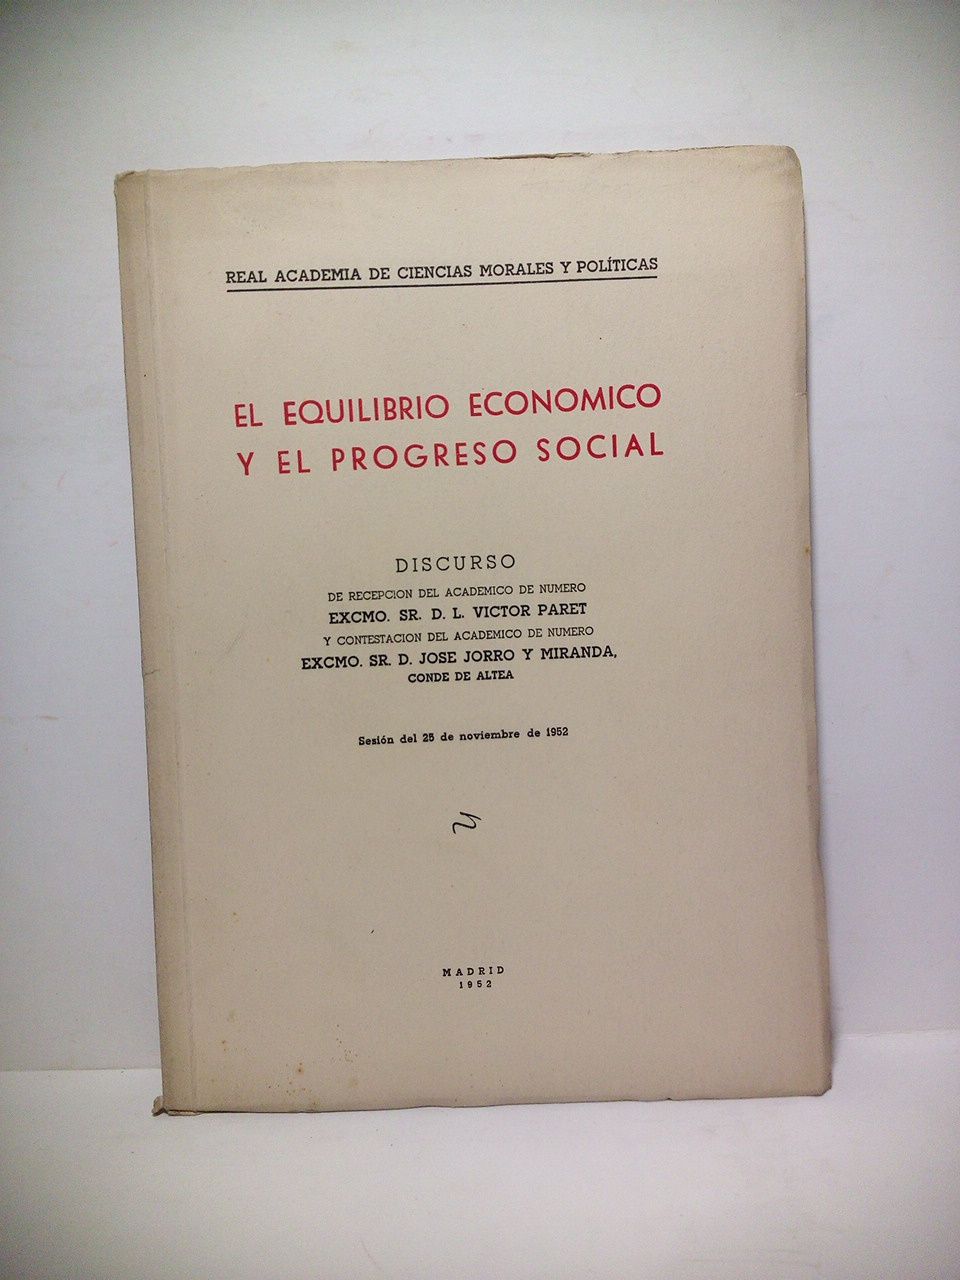 REAL ACADEMIA DE CIENCIAS MORALES Y POLÍTICAS
EL EQUILIBRIO ECONOMICO
Y EL PROGRESO SOCIAL
DISCURSO
DE RECEPCION DEL ACADEMICO DE NUMERO
EXCMO. SR. D. L. VICTOR PARET
Y CONTESTACION DEL ACADEMICO DE NUMERO
EXCMO. SR. D. JOSE JORRO Y MIRANDA,
CONDE DE ALTEA
Sesión del 25 de noviembre de 1952
MADRID
1952